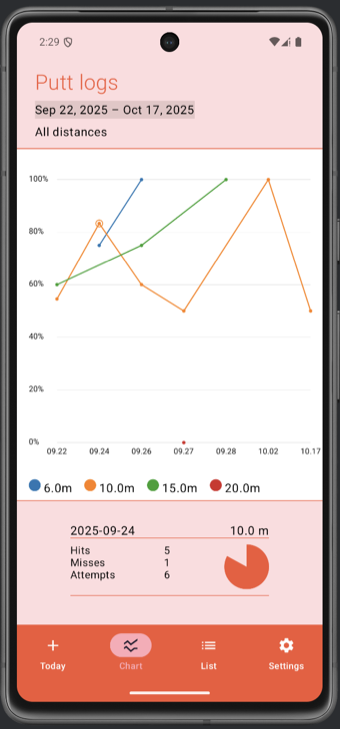 2:29
Putt logs
Sep 22, 2025 – Oct 17, 2025
All distances
100%
80%
60%
40%
20%
0%
09.22 09.24 09.26 09.27 09.28 10.02 10.17
6.0m 10.0m 15.0m 20.0m
2025-09-24 10.0 m
Hits 5
Misses 1
Attempts 6
Today Chart List Settings